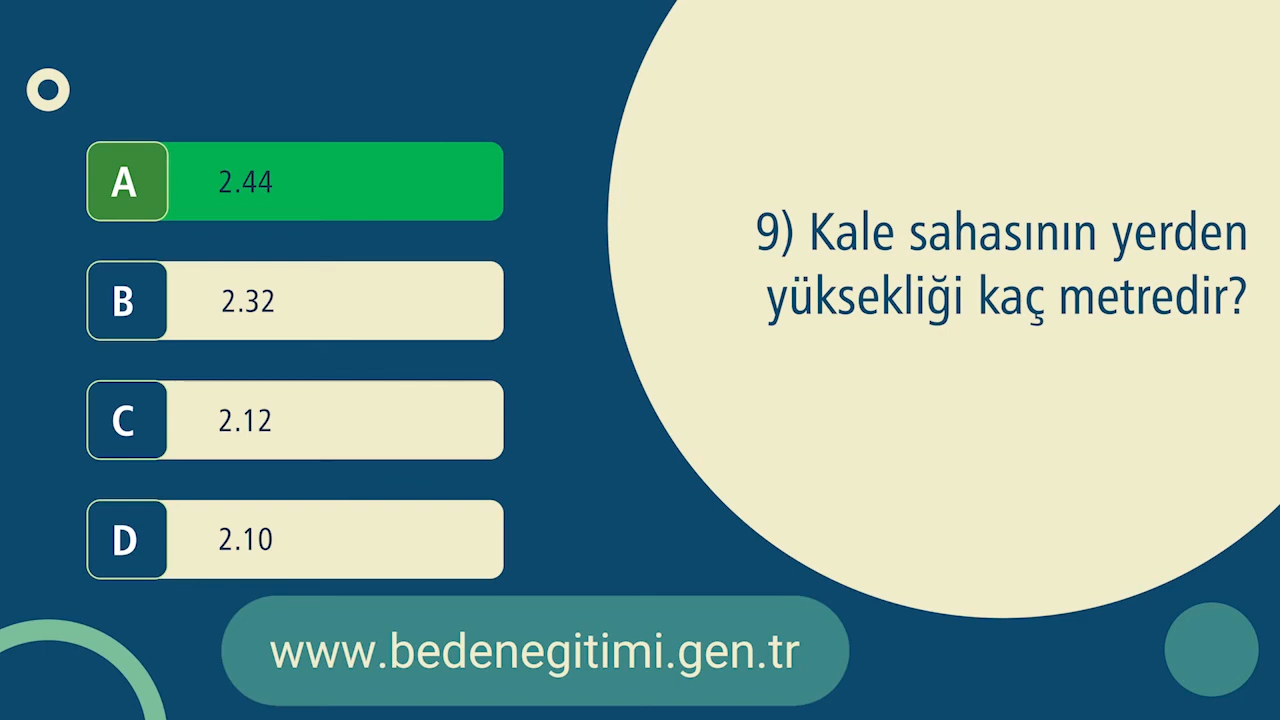 A
2.44
B
2.32
C
2.12
D
2.10
9) Kale sahasının yerden
yüksekliği kaç metredir?
www.bedenegitimi.gen.tr